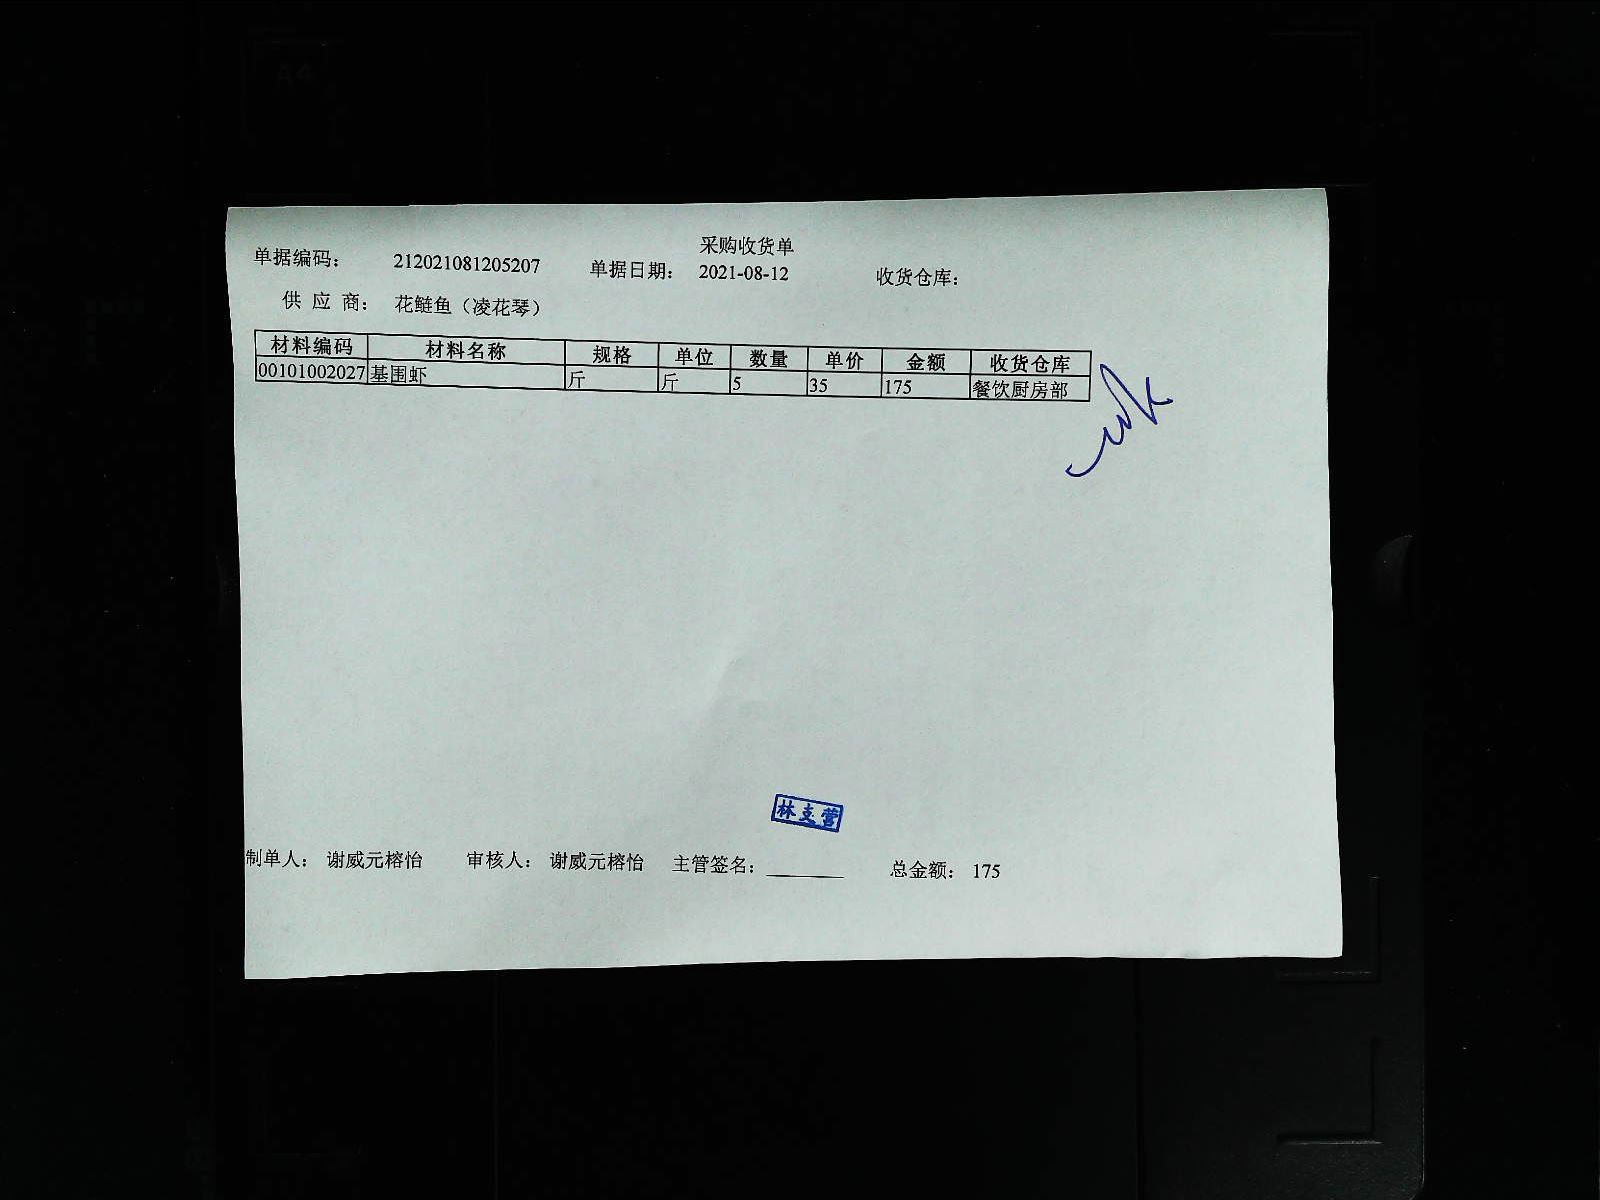 采购收货单
单据编码： 212021081205207 单据日期： 2021-08-12 收货仓库：
供 应 商： 花鲢鱼（凌花琴）
材料编码 材料名称 规格 单位 数量 单价 金额 收货仓库
00101002027 基围虾 斤 斤 5 35 175 餐饮厨房部
林支营
制单人： 谢威元榕怡 审核人： 谢威元榕怡 主管签名：________ 总金额： 175